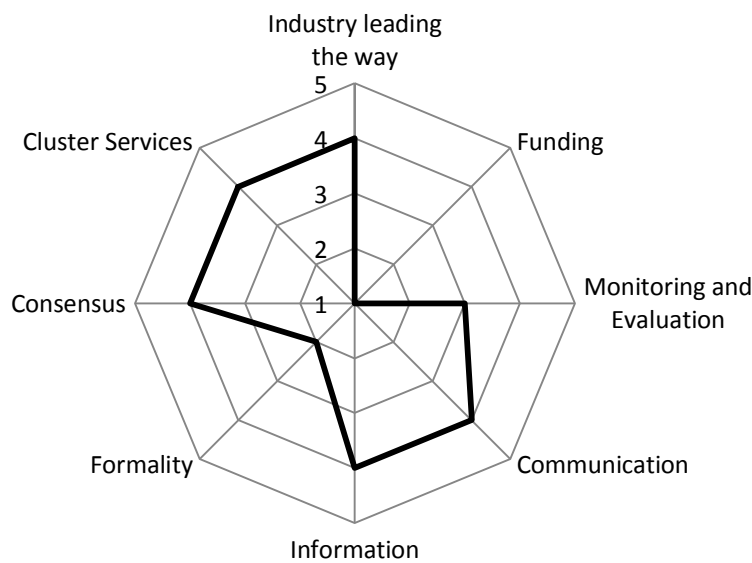 Industry leading
the way
5
Cluster Services
4
Funding
3
2
Consensus
1
Monitoring and
Evaluation
Formality
Communication
Information